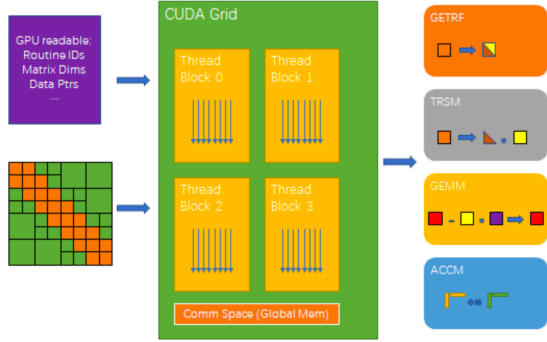 GPU readable:
Routine IDs
Matrix Dims
Data Ptrs
...
CUDA Grid
Thread
Block 0
Thread
Block 1
Thread
Block 2
Thread
Block 3
Comm Space (Global Mem)
GETRF
TRSM
GEMM
ACCM